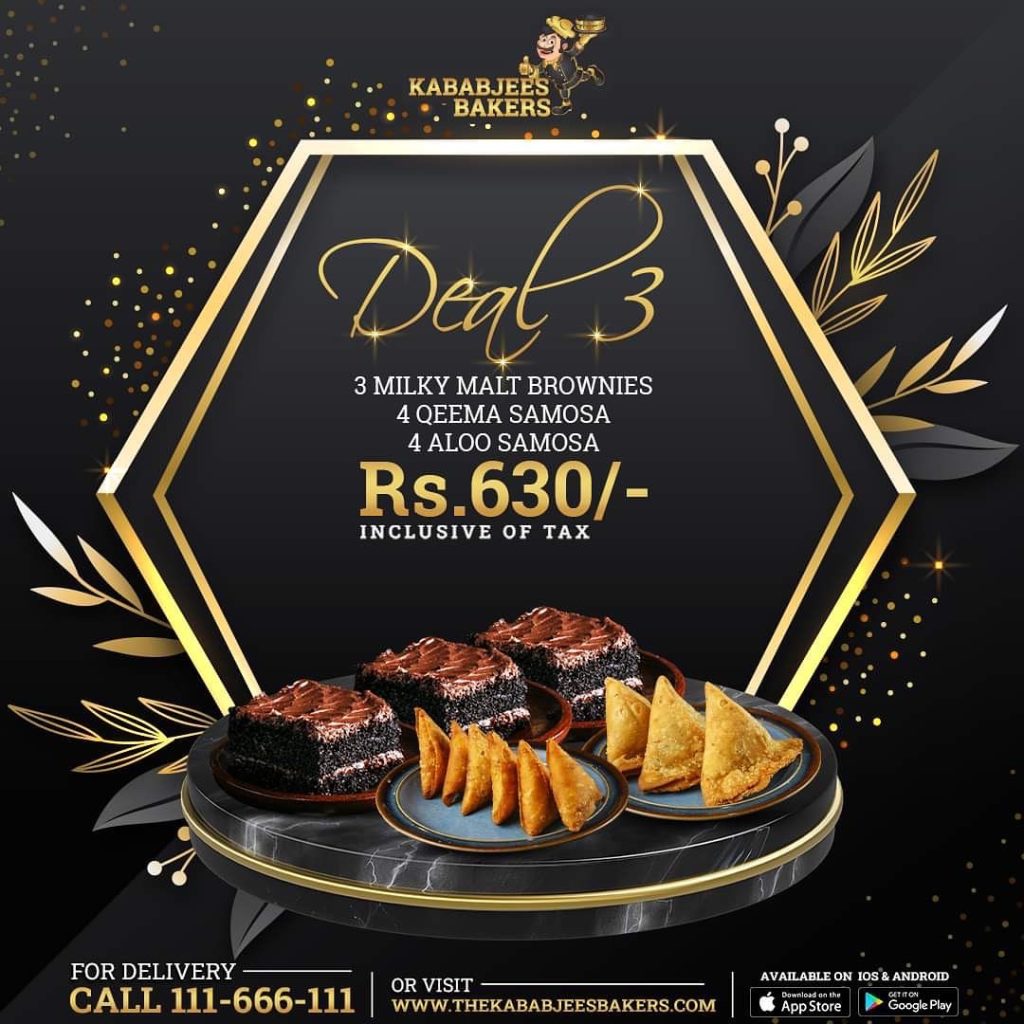 KABABJEES
BAKERS
Deal 3
3 MILKY MALT BROWNIES
4 QEEMA SAMOSA
4 ALOO SAMOSA
Rs.630/-
INCLUSIVE OF TAX
FOR DELIVERY
CALL 111-666-111
OR VISIT
WWW.THEKABABJEESBAKERS.COM
AVAILABLE ON IOS & ANDROID
Download on the
App Store
GET IT ON
Google Play